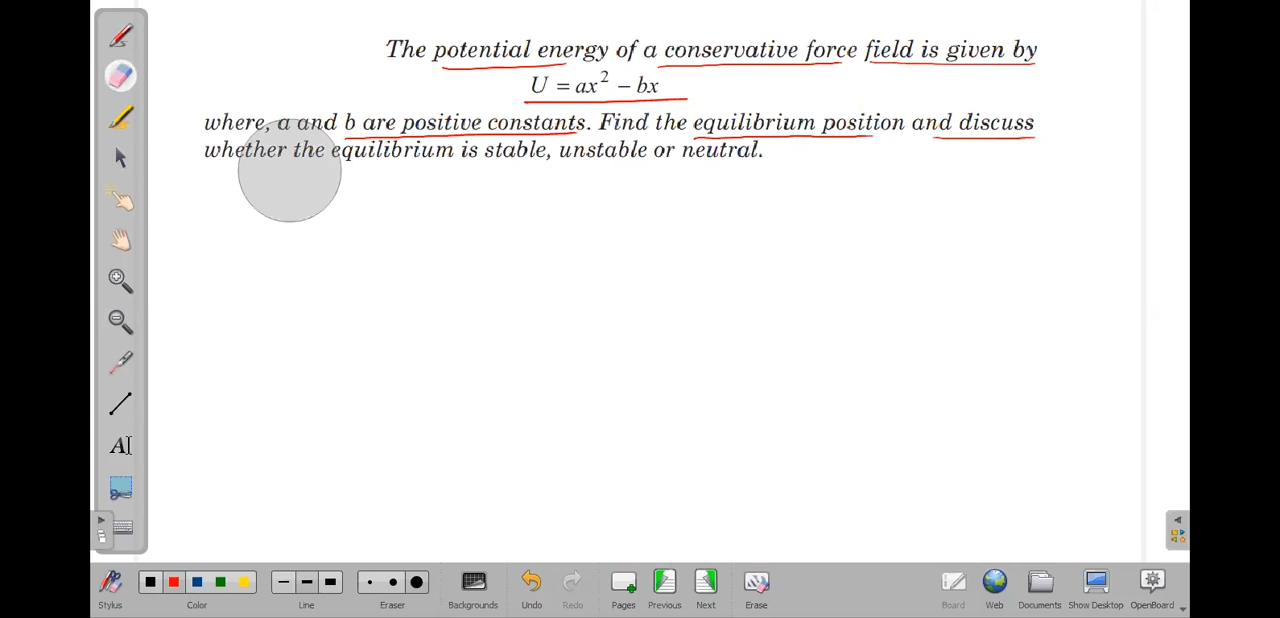 The potential energy of a conservative force field is given by
U = ax² − bx
where, a and b are positive constants. Find the equilibrium position and discuss
whether the equilibrium is stable, unstable or neutral.
A
Stylus Color Line Eraser Backgrounds Undo Redo Pages Previous Next Erase Board Web Documents Show Desktop OpenBoard